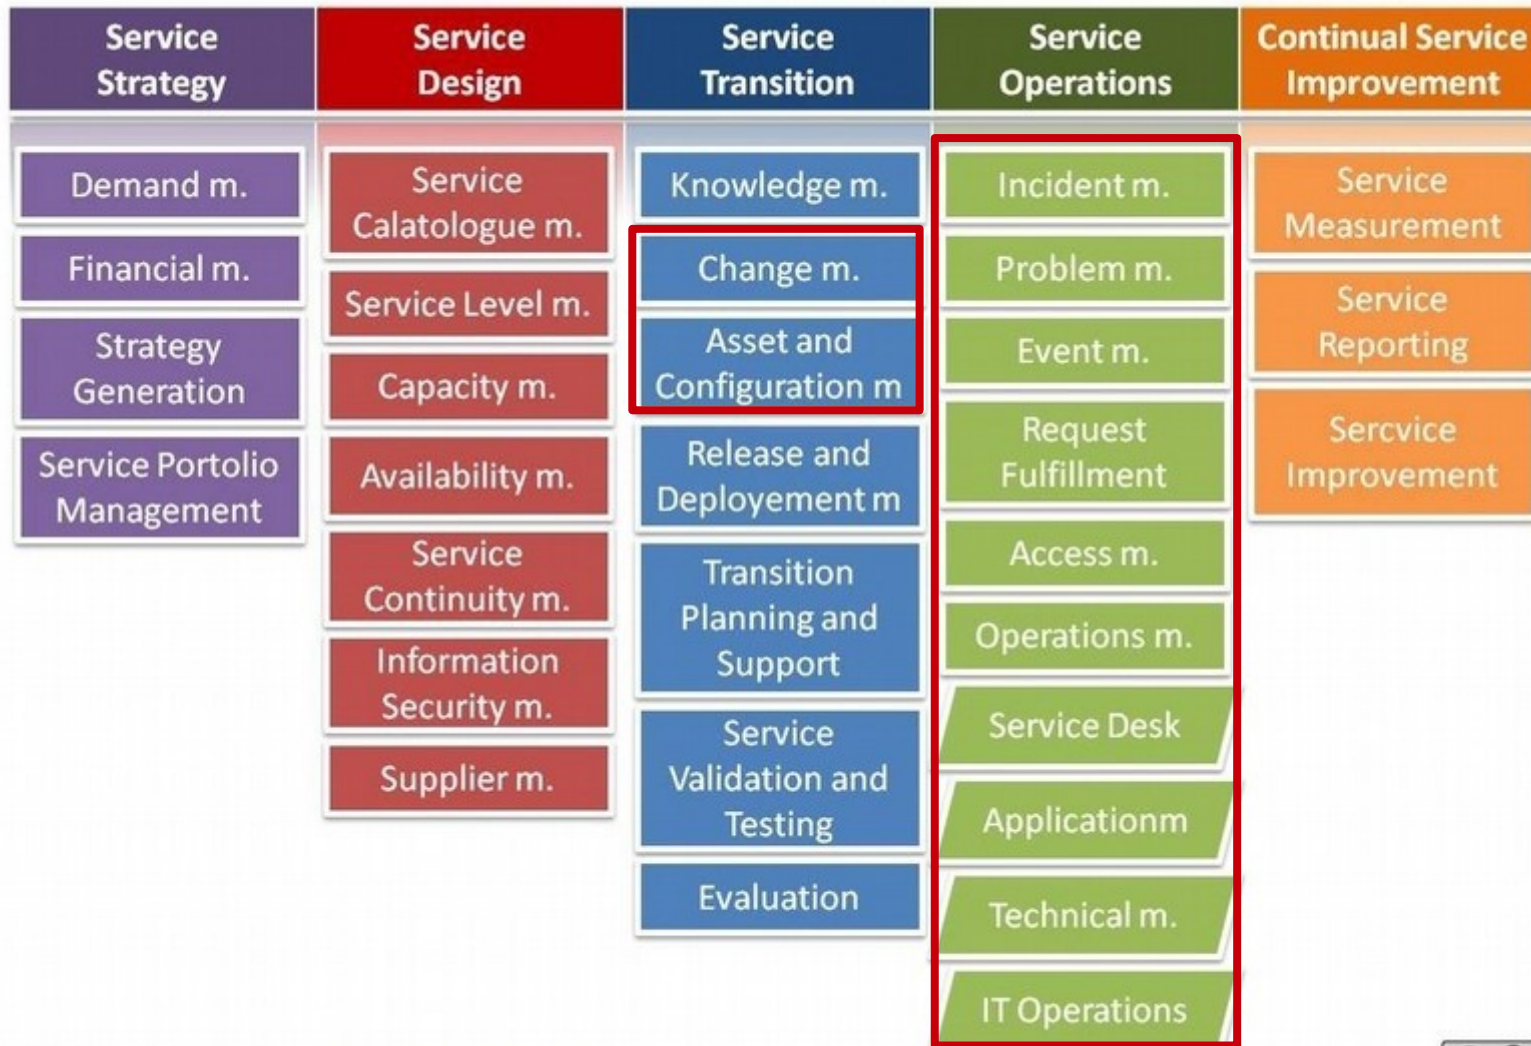 Service
Strategy
Service
Design
Service
Transition
Service
Operations
Continual Service
Improvement
Demand m.
Financial m.
Strategy
Generation
Service Portolio
Management
Service
Calatologue m.
Service Level m.
Capacity m.
Availability m.
Service
Continuity m.
Information
Security m.
Supplier m.
Knowledge m.
Change m.
Asset and
Configuration m
Release and
Deployement m
Transition
Planning and
Support
Service
Validation and
Testing
Evaluation
Incident m.
Problem m.
Event m.
Request
Fulfillment
Access m.
Operations m.
Service Desk
Applicationm
Technical m.
IT Operations
Service
Measurement
Service
Reporting
Sercvice
Improvement